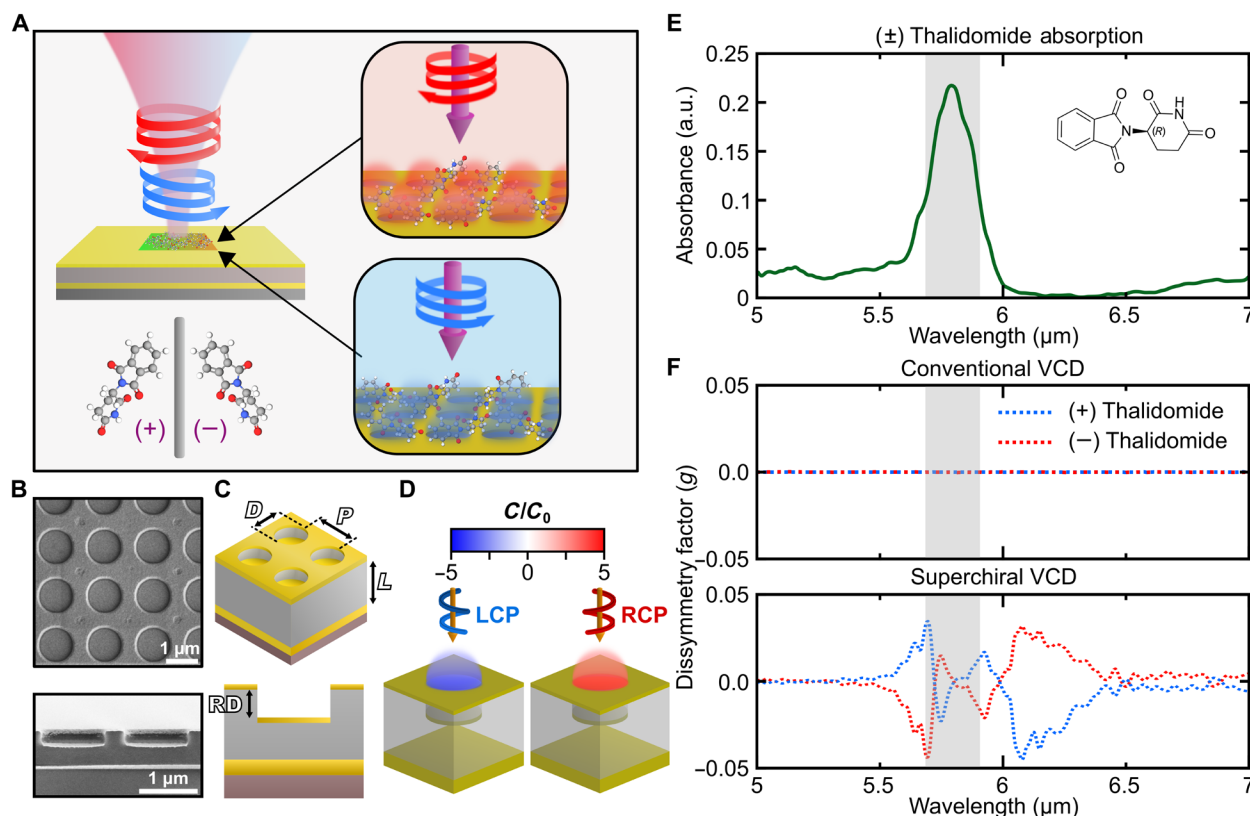 A
(+)
(−)
B
1 µm
1 µm
C
D
P
L
RD
D
C/C0
−5
0
5
LCP
RCP
E
(±) Thalidomide absorption
Absorbance (a.u.)
0.25
0.2
0.15
0.1
0.05
0
O
O
N
(R)
O
NH
O
5
5.5
6
6.5
7
Wavelength (µm)
F
Conventional VCD
Dissymmetry factor (g)
0.05
0.0
−0.05
(+) Thalidomide
(−) Thalidomide
Superchiral VCD
0.05
0.0
−0.05
5
5.5
6
6.5
7
Wavelength (µm)